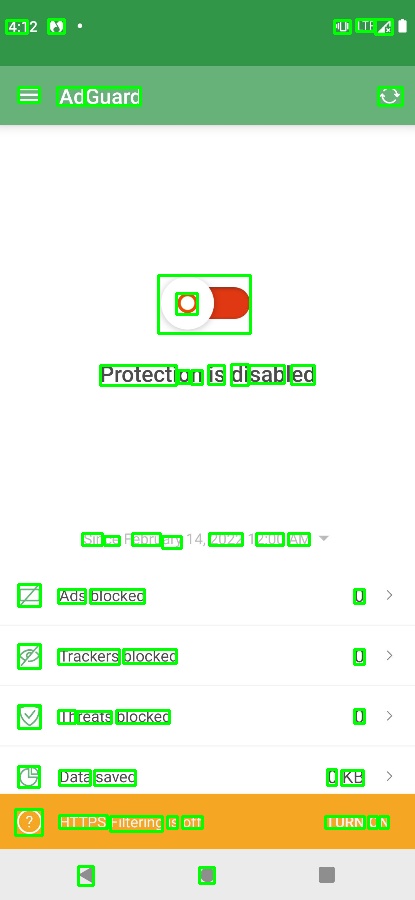 4:12
LTE
AdGuard
Protection is disabled
Since February 14, 2022 12:00 AM
Ads blocked 0
Trackers blocked 0
Threats blocked 0
Data saved 0 KB
HTTPS Filtering is off TURN ON